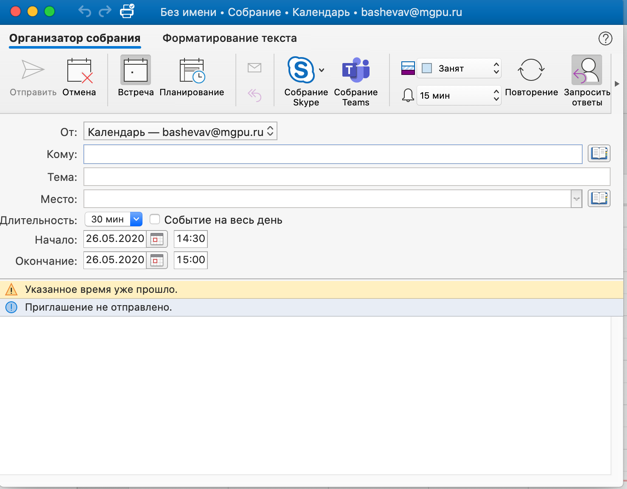 Без имени • Собрание • Календарь • bashevav@mgpu.ru
Организатор собрания Форматирование текста
Отправить Отмена Встреча Планирование Собрание Skype Собрание Teams Занят 15 мин Повторение Запросить ответы
От: Календарь — bashevav@mgpu.ru
Кому:
Тема:
Место:
Длительность: 30 мин Событие на весь день
Начало: 26.05.2020 14:30
Окончание: 26.05.2020 15:00
Указанное время уже прошло.
Приглашение не отправлено.